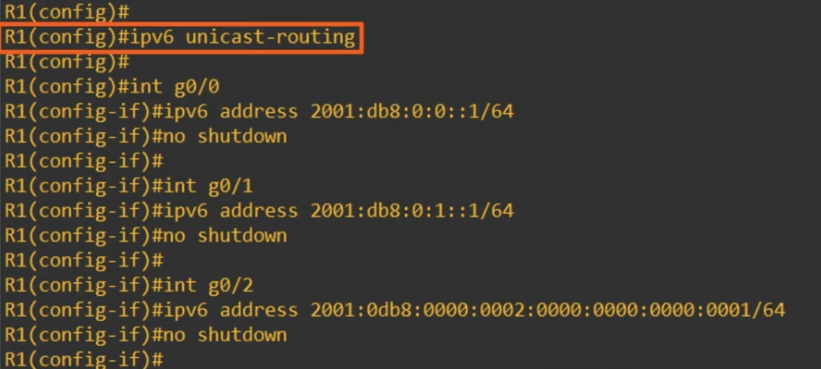 R1(config)#
R1(config)#ipv6 unicast-routing
R1(config)#
R1(config)#int g0/0
R1(config-if)#ipv6 address 2001:db8:0:0::1/64
R1(config-if)#no shutdown
R1(config-if)#
R1(config-if)#int g0/1
R1(config-if)#ipv6 address 2001:db8:0:1::1/64
R1(config-if)#no shutdown
R1(config-if)#
R1(config-if)#int g0/2
R1(config-if)#ipv6 address 2001:0db8:0000:0002:0000:0000:0000:0001/64
R1(config-if)#no shutdown
R1(config-if)#